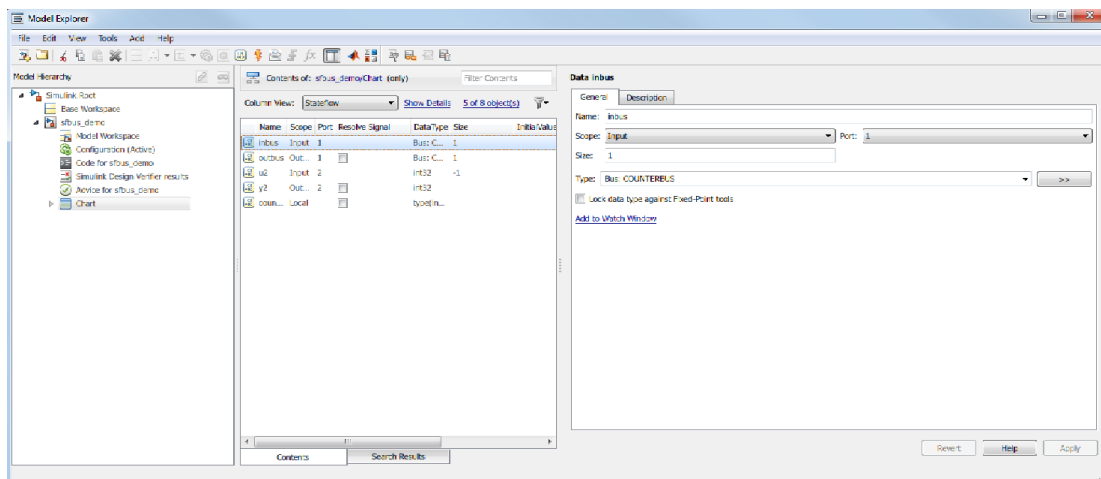 Model Explorer
File Edit View Tools Add Help
Model Hierarchy
Simulink Root
Base Workspace
sfbus_demo
Model Workspace
Configuration (Active)
Code for sfbus_demo
Simulink Design Verifier results
Advice for sfbus_demo
Chart
Contents of: sfbus_demo/Chart (only)
Filter Contents
Column View: Stateflow Show Details 5 of 8 object(s)
Name Scope Port Resolve Signal DataType Size InitialValue
inbus Input 1 Bus: C... 1
outbus Out... 1 Bus: C... 1
u2 Input 2 int32 -1
y2 Out... 2 int32
coun... Local type(in...
Contents Search Results
Data inbus
General Description
Name: inbus
Scope: Input Port: 1
Size: 1
Type: Bus: COUNTERBUS >>
Lock data type against Fixed-Point tools
Add to Watch Window
Revert Help Apply